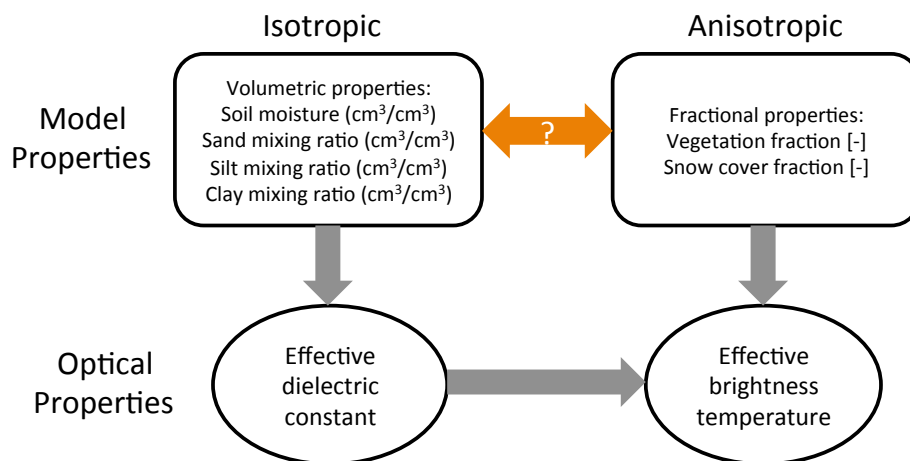 Isotropic
Anisotropic
Model
Properties
Volumetric properties:
Soil moisture (cm³/cm³)
Sand mixing ratio (cm³/cm³)
Silt mixing ratio (cm³/cm³)
Clay mixing ratio (cm³/cm³)
?
Fractional properties:
Vegetation fraction [-]
Snow cover fraction [-]
Optical
Properties
Effective
dielectric
constant
Effective
brightness
temperature